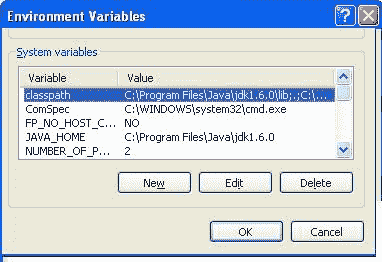 Environment Variables
System variables
Variable Value
classpath C:\Program Files\Java\jdk1.6.0\lib;.;C:\...
ComSpec C:\WINDOWS\system32\cmd.exe
FP_NO_HOST_C... NO
JAVA_HOME C:\Program Files\Java\jdk1.6.0
NUMBER_OF_P... 2
New Edit Delete
OK Cancel